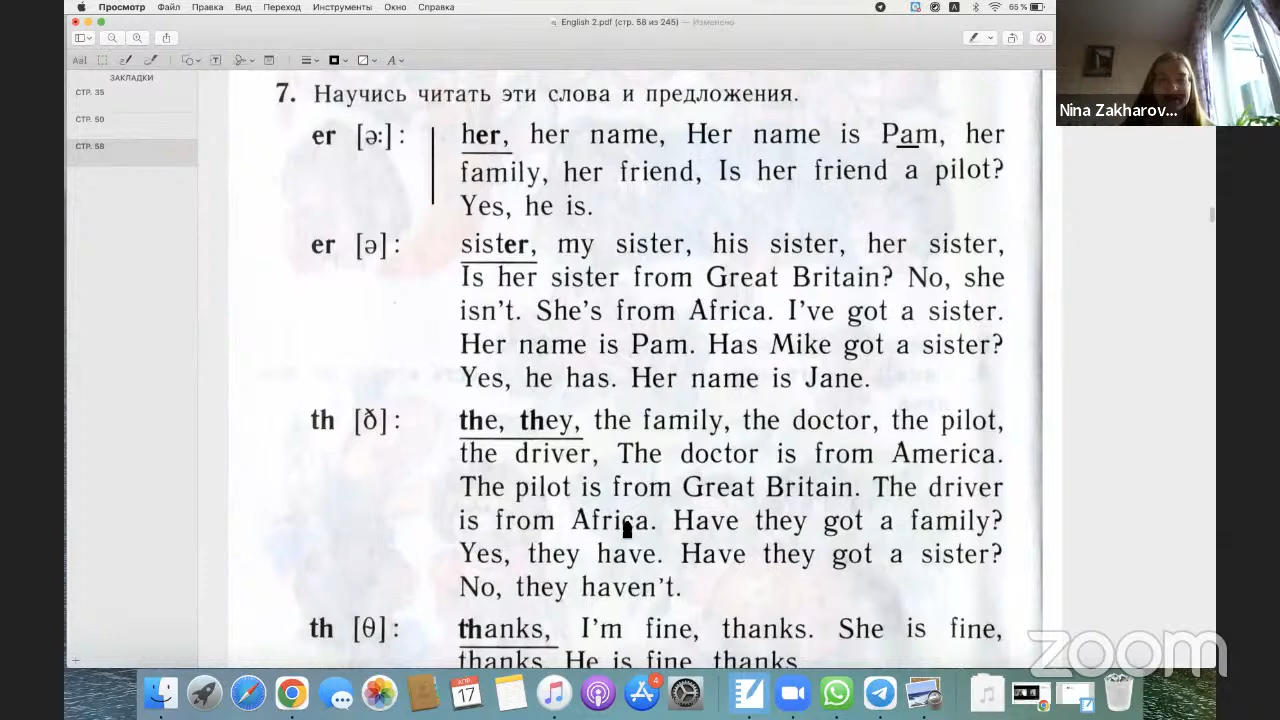 Просмотр Файл Правка Вид Переход Инструменты Окно Справка
A 65 %
English 2.pdf (стр. 58 из 245) — Изменено
AaI T A
ЗАКЛАДКИ
СТР. 35
СТР. 50
СТР. 58
Nina Zakharov...
7. Научись читать эти слова и предложения.
er [ə:]: her, her name, Her name is Pam, her
family, her friend, Is her friend a pilot?
Yes, he is.
er [ə]: sister, my sister, his sister, her sister,
Is her sister from Great Britain? No, she
isn't. She's from Africa. I've got a sister.
Her name is Pam. Has Mike got a sister?
Yes, he has. Her name is Jane.
th [ð]: the, they, the family, the doctor, the pilot,
the driver, The doctor is from America.
The pilot is from Great Britain. The driver
is from Africa. Have they got a family?
Yes, they have. Have they got a sister?
No, they haven't.
th [θ]: thanks, I'm fine, thanks. She is fine,
thanks. He is fine, thanks.
zoom
АПР.
17
4